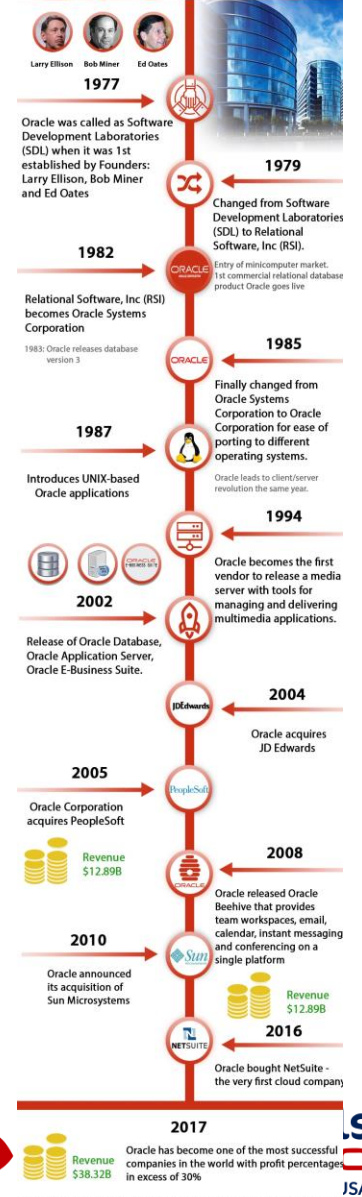 Larry Ellison Bob Miner Ed Oates
1977
Oracle was called as Software
Development Laboratories
(SDL) when it was 1st
established by Founders:
Larry Ellison, Bob Miner
and Ed Oates
1979
Changed from Software
Development Laboratories
(SDL) to Relational
Software, Inc (RSI).
Entry of minicomputer market.
1st commercial relational database
product Oracle goes live
1982
ORACLE
Relational Software, Inc (RSI)
becomes Oracle Systems
Corporation
1983: Oracle releases database
version 3
1985
ORACLE
Finally changed from
Oracle Systems
Corporation to Oracle
Corporation for ease of
porting to different
operating systems.
Oracle leads to client/server
revolution the same year.
1987
Introduces UNIX-based
Oracle applications
1994
Oracle becomes the first
vendor to release a media
server with tools for
managing and delivering
multimedia applications.
ORACLE
E-BUSINESS SUITE
2002
Release of Oracle Database,
Oracle Application Server,
Oracle E-Business Suite.
2004
JDEdwards
Oracle acquires
JD Edwards
2005
PeopleSoft
Oracle Corporation
acquires PeopleSoft
Revenue
$12.89B
2008
ORACLE
Oracle released Oracle
Beehive that provides
team workspaces, email,
calendar, instant messaging
and conferencing on a
single platform
Revenue
$12.89B
2010
Sun
Oracle announced
its acquisition of
Sun Microsystems
2016
N
NETSUITE
Oracle bought NetSuite -
the very first cloud company
2017
Oracle has become one of the most successful
companies in the world with profit percentages
in excess of 30%
Revenue
$38.32B